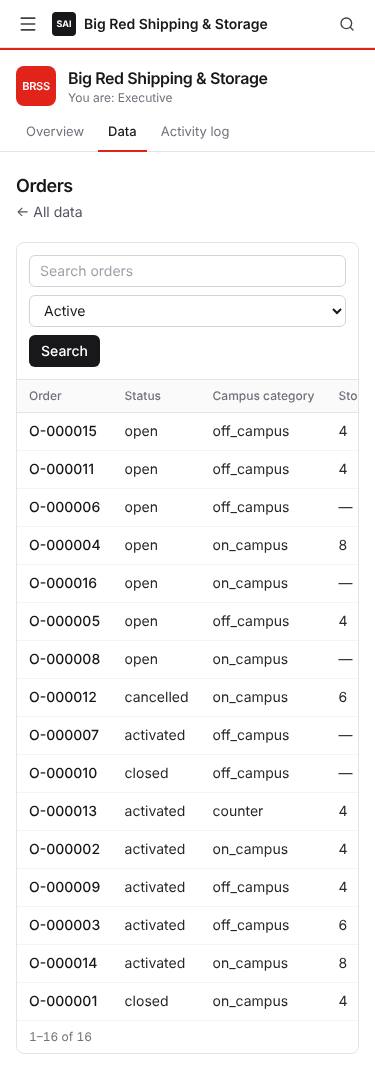 SAI Big Red Shipping & Storage
BRSS
Big Red Shipping & Storage
You are: Executive
Overview Data Activity log
Orders
← All data
Search orders
Active
Search
Order Status Campus category Sto
O-000015 open off_campus 4
O-000011 open off_campus 4
O-000006 open off_campus —
O-000004 open on_campus 8
O-000016 open on_campus —
O-000005 open off_campus 4
O-000008 open on_campus —
O-000012 cancelled on_campus 6
O-000007 activated off_campus —
O-000010 closed off_campus —
O-000013 activated counter 4
O-000002 activated on_campus 4
O-000009 activated off_campus 4
O-000003 activated off_campus 6
O-000014 activated on_campus 8
O-000001 closed on_campus 4
1–16 of 16